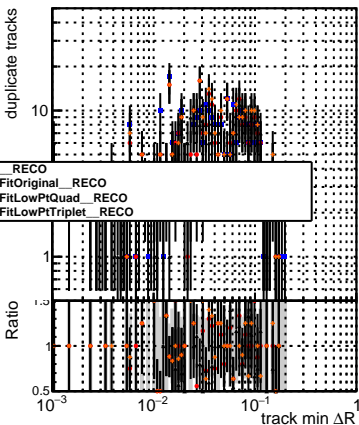 duplicate tracks
10
__RECO
FitOriginal__RECO
FitLowPtQuad__RECO
FitLowPtTriplet__RECO
1
Ratio
1.5
1
0.5
10⁻³ 10⁻² 10⁻¹ 1
track min ΔR